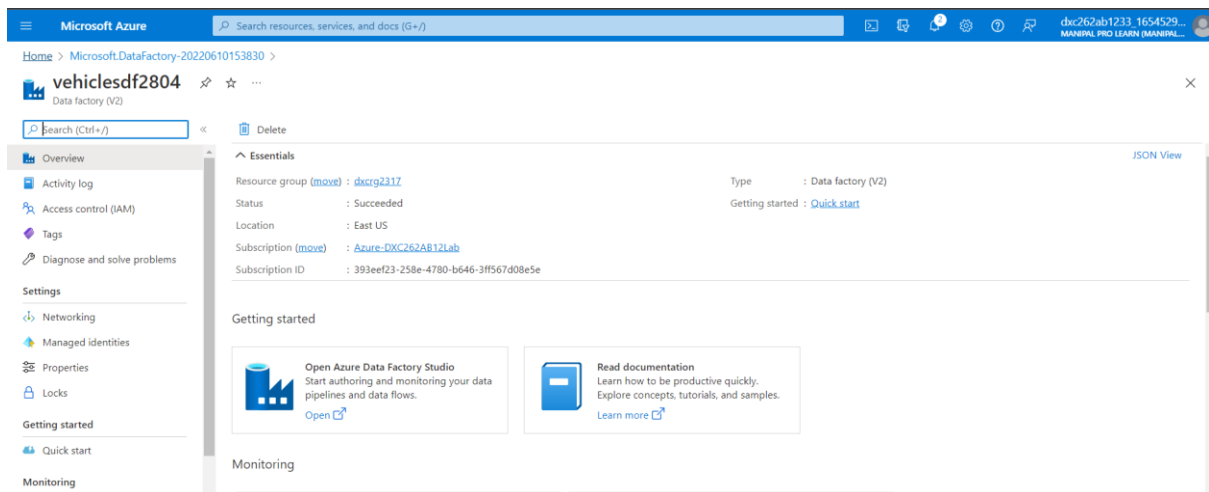 Microsoft Azure
Search resources, services, and docs (G+/)
2
dxc262ab1233_1654529...
MANIPAL PRO LEARN (MANIPAL...
Home > Microsoft.DataFactory-20220610153830 >
vehiclesdf2804
Data factory (V2)
Search (Ctrl+/)
Delete
Overview
Activity log
Access control (IAM)
Tags
Diagnose and solve problems
Settings
Networking
Managed identities
Properties
Locks
Getting started
Quick start
Monitoring
Essentials
JSON View
Resource group (move) : dxcrg2317
Status : Succeeded
Location : East US
Subscription (move) : Azure-DXC262AB12Lab
Subscription ID : 393eef23-258e-4780-b646-3ff567d08e5e
Type : Data factory (V2)
Getting started : Quick start
Getting started
Open Azure Data Factory Studio
Start authoring and monitoring your data
pipelines and data flows.
Open
Read documentation
Learn how to be productive quickly.
Explore concepts, tutorials, and samples.
Learn more
Monitoring